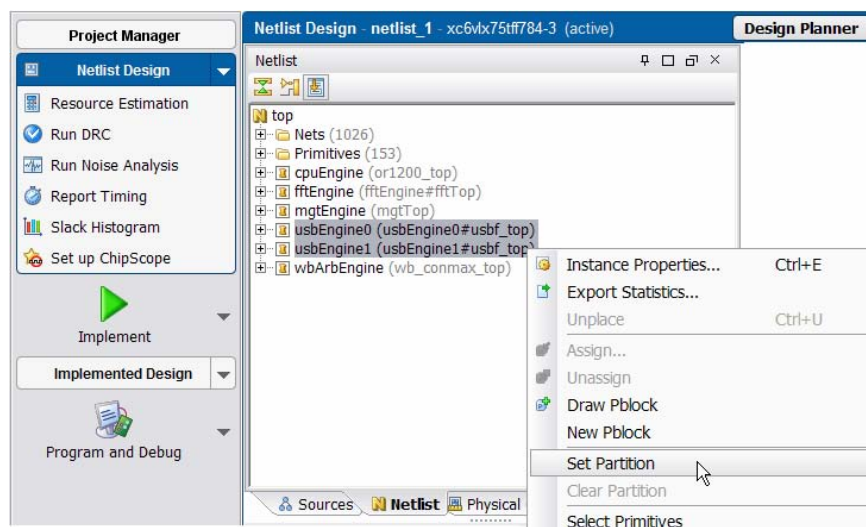 Project Manager
Netlist Design
Resource Estimation
Run DRC
Run Noise Analysis
Report Timing
Slack Histogram
Set up ChipScope
Implement
Implemented Design
Program and Debug
Netlist Design - netlist_1 - xc6vlx75tff784-3 (active)
Design Planner
Netlist
top
Nets (1026)
Primitives (153)
cpuEngine (or1200_top)
fftEngine (fftEngine#fftTop)
mgtEngine (mgtTop)
usbEngine0 (usbEngine0#usbf_top)
usbEngine1 (usbEngine1#usbf_top)
wbArbEngine (wb_conmax_top)
Instance Properties... Ctrl+E
Export Statistics...
Unplace Ctrl+U
Assign...
Unassign
Draw Pblock
New Pblock
Set Partition
Clear Partition
Select Primitives
Sources Netlist Physical